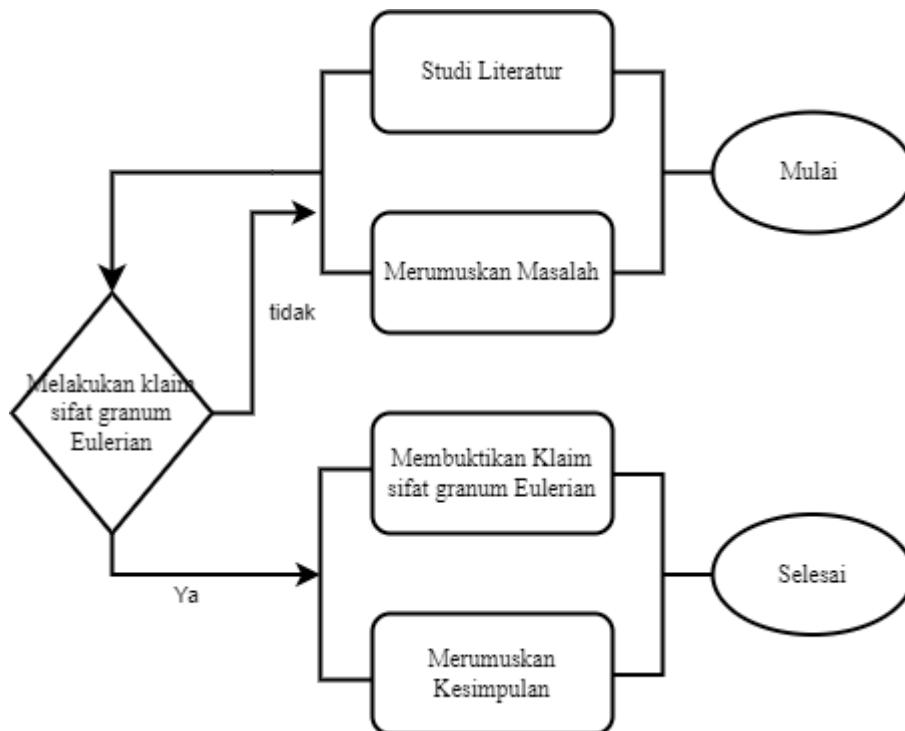 Studi Literatur
Mulai
Merumuskan Masalah
tidak
Melakukan klaim
sifat granum
Eulerian
Membuktikan Klaim
sifat granum Eulerian
Ya
Selesai
Merumuskan
Kesimpulan